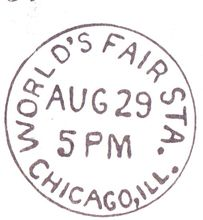 WORLD'S FAIR STA.
AUG 29
5 PM
CHICAGO, ILL.